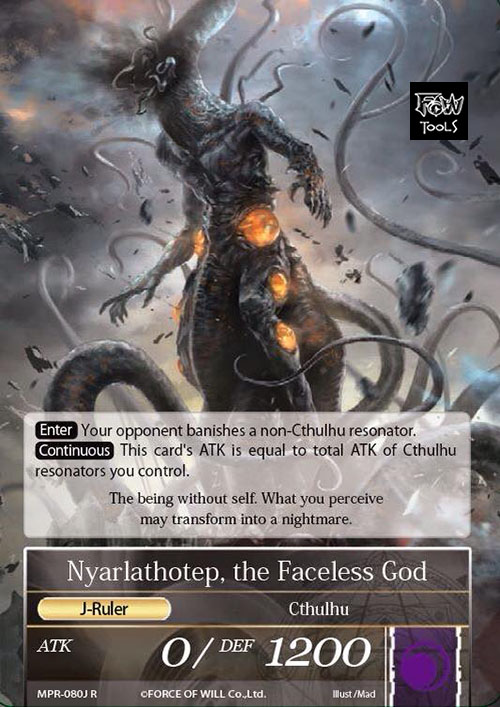 FOW
TOOLS
Enter Your opponent banishes a non-Cthulhu resonator.
Continuous This card's ATK is equal to total ATK of Cthulhu
resonators you control.
The being without self. What you perceive
may transform into a nightmare.
Nyarlathotep, the Faceless God
J-Ruler Cthulhu
ATK 0/ DEF 1200
MPR-080J R ©FORCE OF WILL Co.,Ltd. Illust /Mad